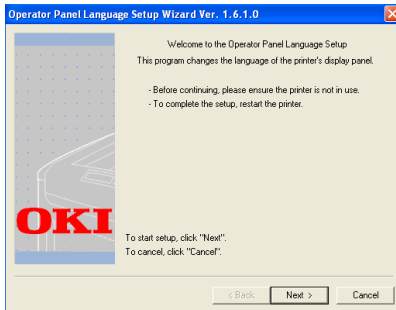 Operator Panel Language Setup Wizard Ver. 1.6.1.0
Welcome to the Operator Panel Language Setup
This program changes the language of the printer's display panel.
- Before continuing, please ensure the printer is not in use.
- To complete the setup, restart the printer.
OKI
To start setup, click "Next".
To cancel, click "Cancel".
< Back
Next >
Cancel